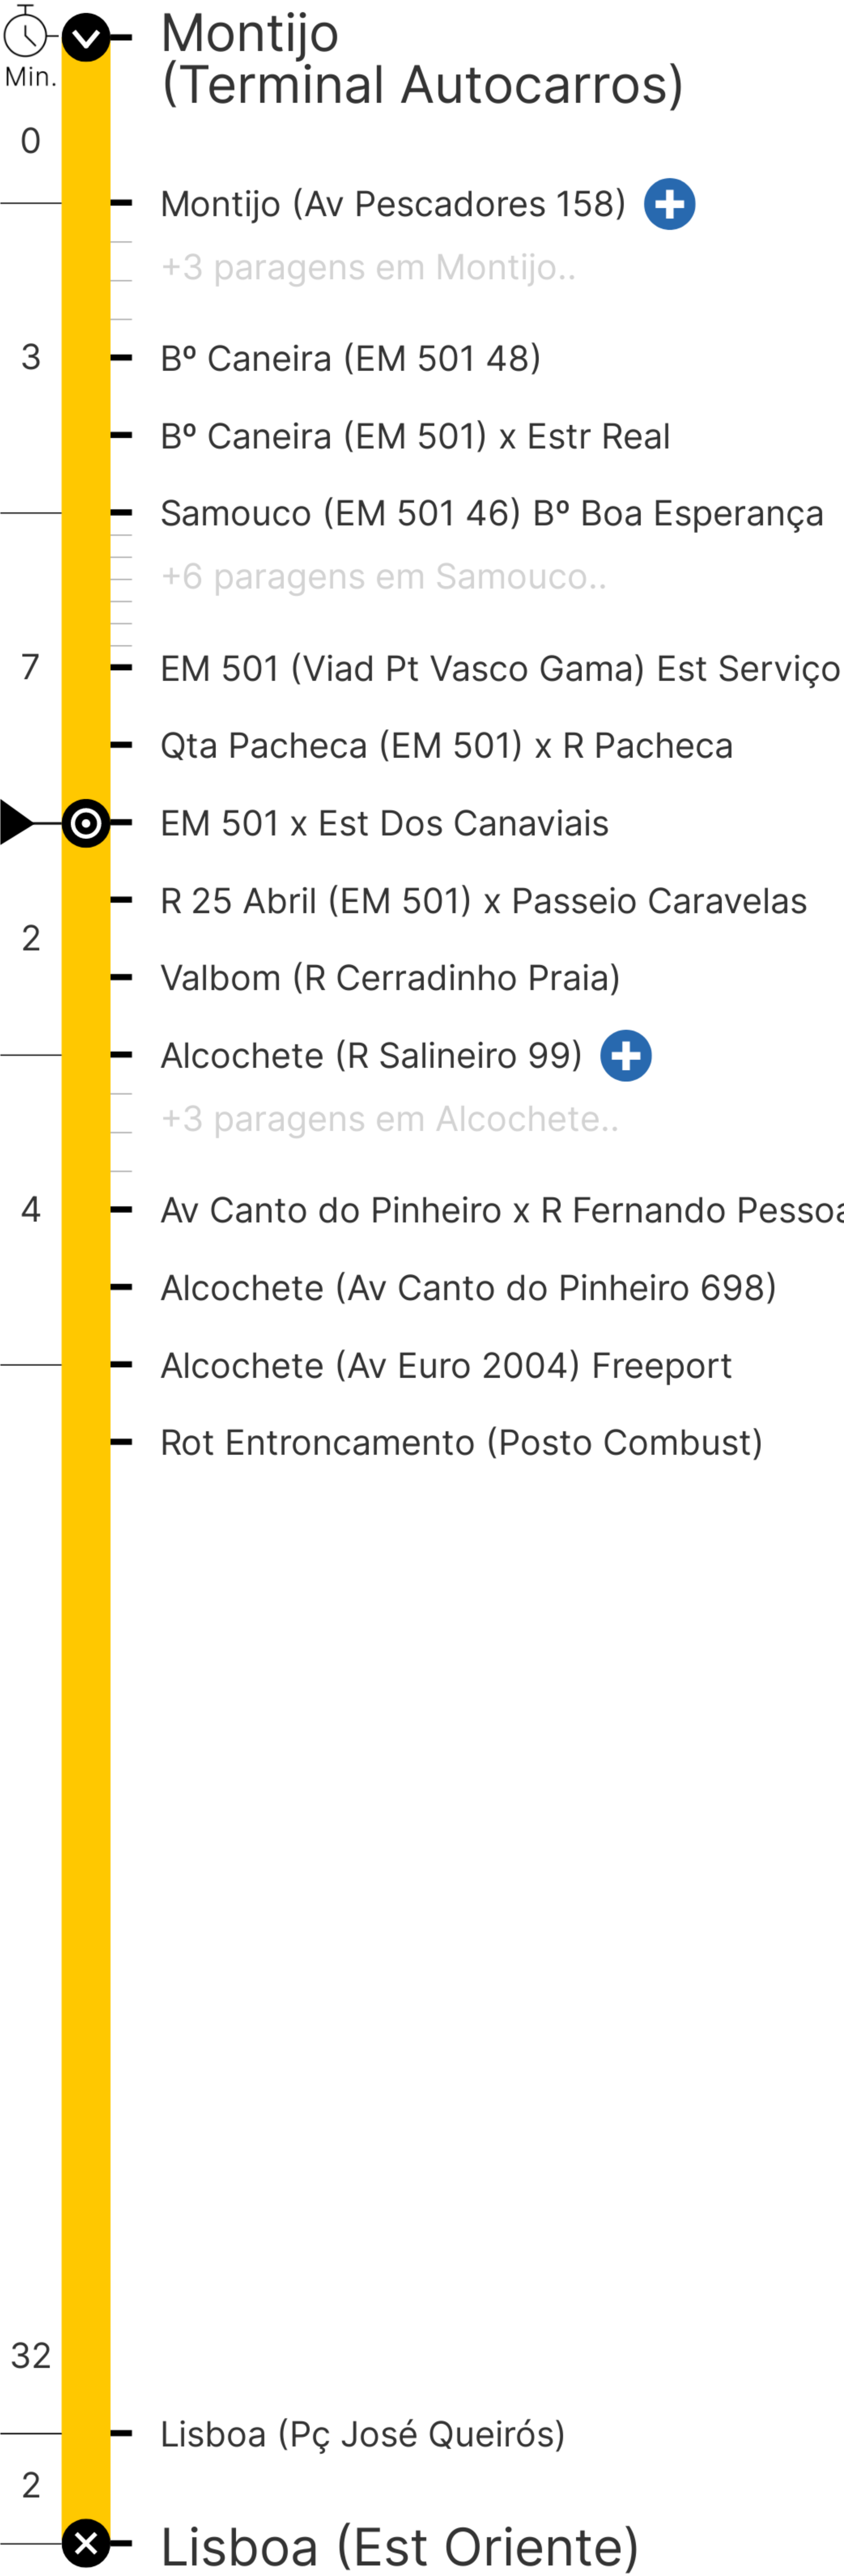 Montijo
(Terminal Autocarros)
Min.
0
Montijo (Av Pescadores 158)
+3 paragens em Montijo..
3
Bº Caneira (EM 501 48)
Bº Caneira (EM 501) x Estr Real
Samouco (EM 501 46) Bº Boa Esperança
+6 paragens em Samouco..
7
EM 501 (Viad Pt Vasco Gama) Est Serviço
Qta Pacheca (EM 501) x R Pacheca
EM 501 x Est Dos Canaviais
R 25 Abril (EM 501) x Passeio Caravelas
2
Valbom (R Cerradinho Praia)
Alcochete (R Salineiro 99)
+3 paragens em Alcochete..
4
Av Canto do Pinheiro x R Fernando Pessoa
Alcochete (Av Canto do Pinheiro 698)
Alcochete (Av Euro 2004) Freeport
Rot Entroncamento (Posto Combust)
32
Lisboa (Pç José Queirós)
2
Lisboa (Est Oriente)